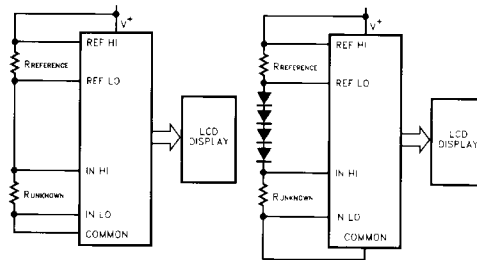 V+
REF HI
RREFERENCE
REF LO
LCD
DISPLAY
IN HI
RUNKNOWN
IN LO
COMMON
V+
REF HI
RREFERENCE
REF LO
LCD
DISPLAY
IN HI
RUNKNOWN
IN LO
COMMON